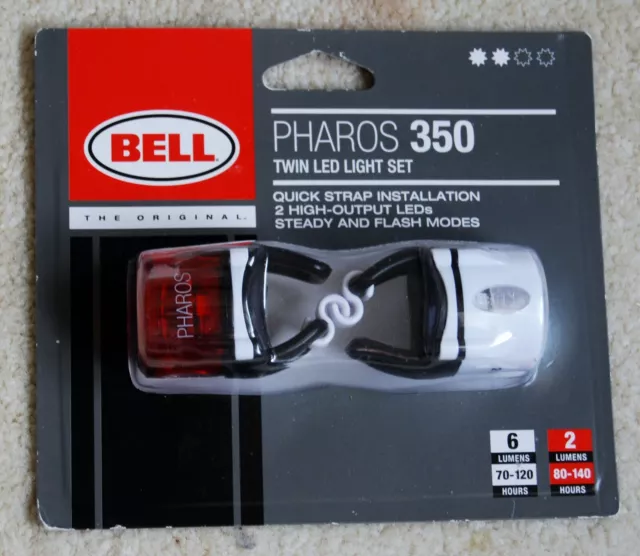 BELL
THE ORIGINAL.
PHAROS 350
TWIN LED LIGHT SET
QUICK STRAP INSTALLATION
2 HIGH-OUTPUT LEDs
STEADY AND FLASH MODES
PHAROS
6
LUMENS
70-120
HOURS
2
LUMENS
80-140
HOURS